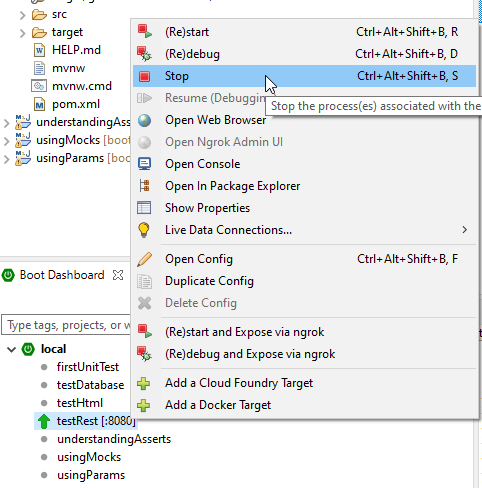 src
target
HELP.md
mvnw
mvnw.cmd
pom.xml
understandingAss
usingMocks [boot
usingParams [boo
(Re)start Ctrl+Alt+Shift+B, R
(Re)debug Ctrl+Alt+Shift+B, D
Stop Ctrl+Alt+Shift+B, S
Resume (Debuggin
Stop the process(es) associated with the
Open Web Browser
Open Ngrok Admin UI
Open Console
Open In Package Explorer
Show Properties
Live Data Connections...
Open Config Ctrl+Alt+Shift+B, F
Duplicate Config
Delete Config
(Re)start and Expose via ngrok
(Re)debug and Expose via ngrok
Add a Cloud Foundry Target
Add a Docker Target
Boot Dashboard
Type tags, projects, or w
local
firstUnitTest
testDatabase
testHtml
testRest [:8080]
understandingAsserts
usingMocks
usingParams